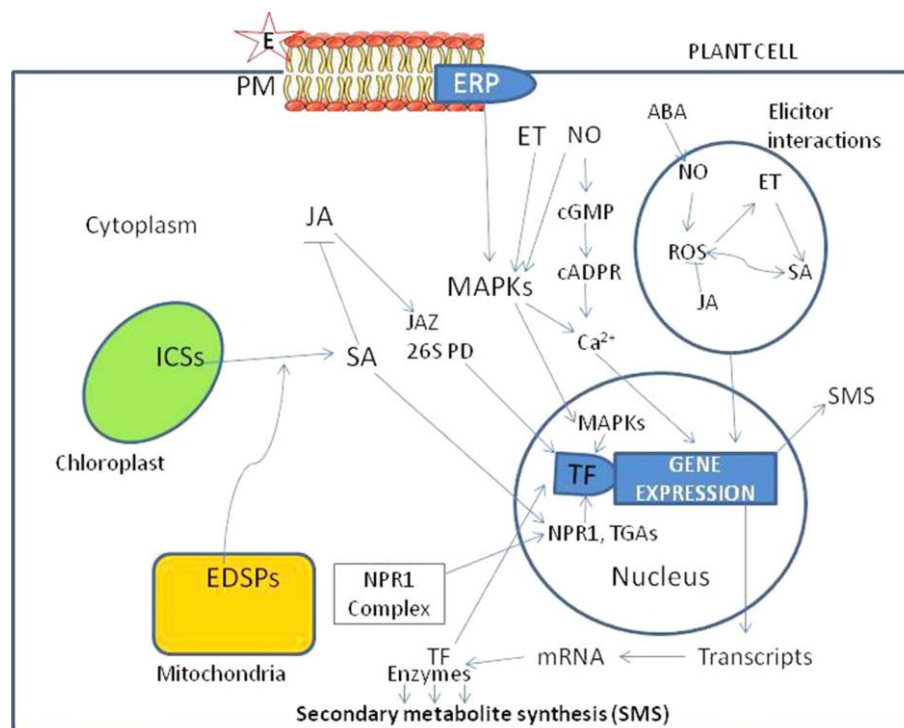 E
PLANT CELL
PM
ERP
ABA
Elicitor
interactions
ET
NO
NO
ET
Cytoplasm
JA
cGMP
ROS
SA
cADPR
MAPKs
JA
JAZ
26S PD
Ca²⁺
ICSs
SA
SMS
MAPKs
Chloroplast
TF
GENE
EXPRESSION
NPR1, TGAs
EDSPs
NPR1
Complex
Nucleus
Mitochondria
TF
Enzymes
mRNA
Transcripts
Secondary metabolite synthesis (SMS)